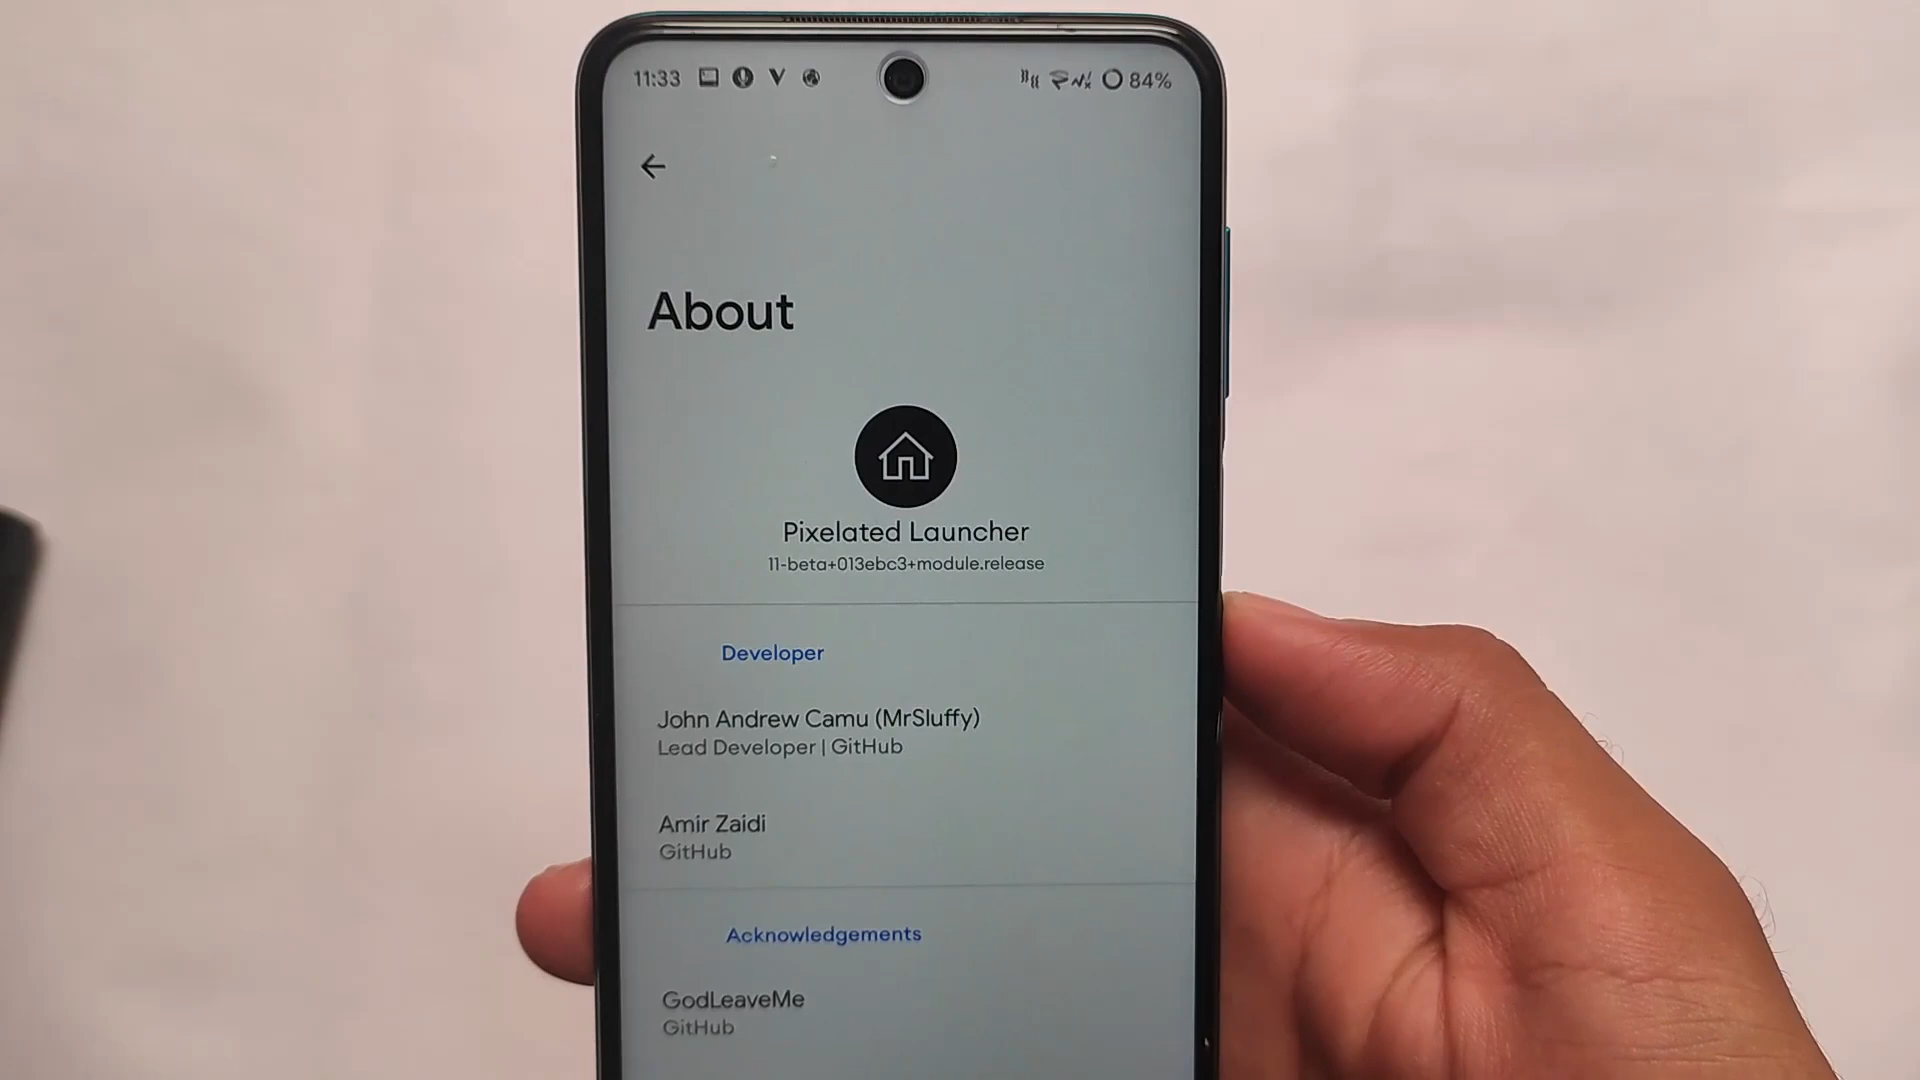 11:33
84%
About
Pixelated Launcher
11-beta+013ebc3+module.release
Developer
John Andrew Camu (MrSluffy)
Lead Developer | GitHub
Amir Zaidi
GitHub
Acknowledgements
GodLeaveMe
GitHub